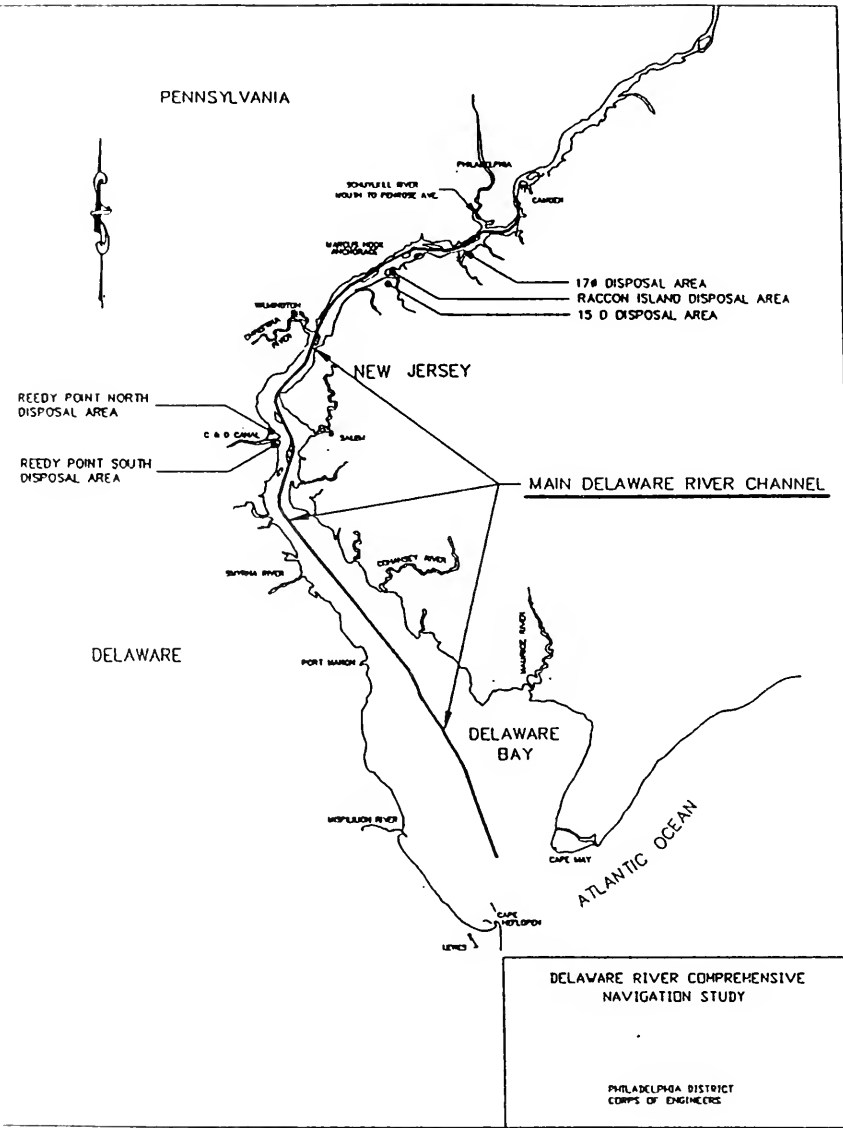 PENNSYLVANIA
PHILADELPHIA
SCHUYLKILL RIVER
MOUTH TO PENROSE AVE.
CAMDEN
MARCUS HOOK
ANCHORAGE
17# DISPOSAL AREA
RACCON ISLAND DISPOSAL AREA
15 D DISPOSAL AREA
WILMINGTON
CHRISTINA
RIVER
NEW JERSEY
REEDY POINT NORTH
DISPOSAL AREA
C & D CANAL
SALEM
REEDY POINT SOUTH
DISPOSAL AREA
MAIN DELAWARE RIVER CHANNEL
COHANSEY RIVER
SMYRNA RIVER
MAURICE RIVER
DELAWARE
PORT MAHON
DELAWARE
BAY
MISPILLION RIVER
CAPE MAY
ATLANTIC OCEAN
CAPE
HENLOPEN
LEWES
DELAWARE RIVER COMPREHENSIVE
NAVIGATION STUDY
PHILADELPHIA DISTRICT
CORPS OF ENGINEERS